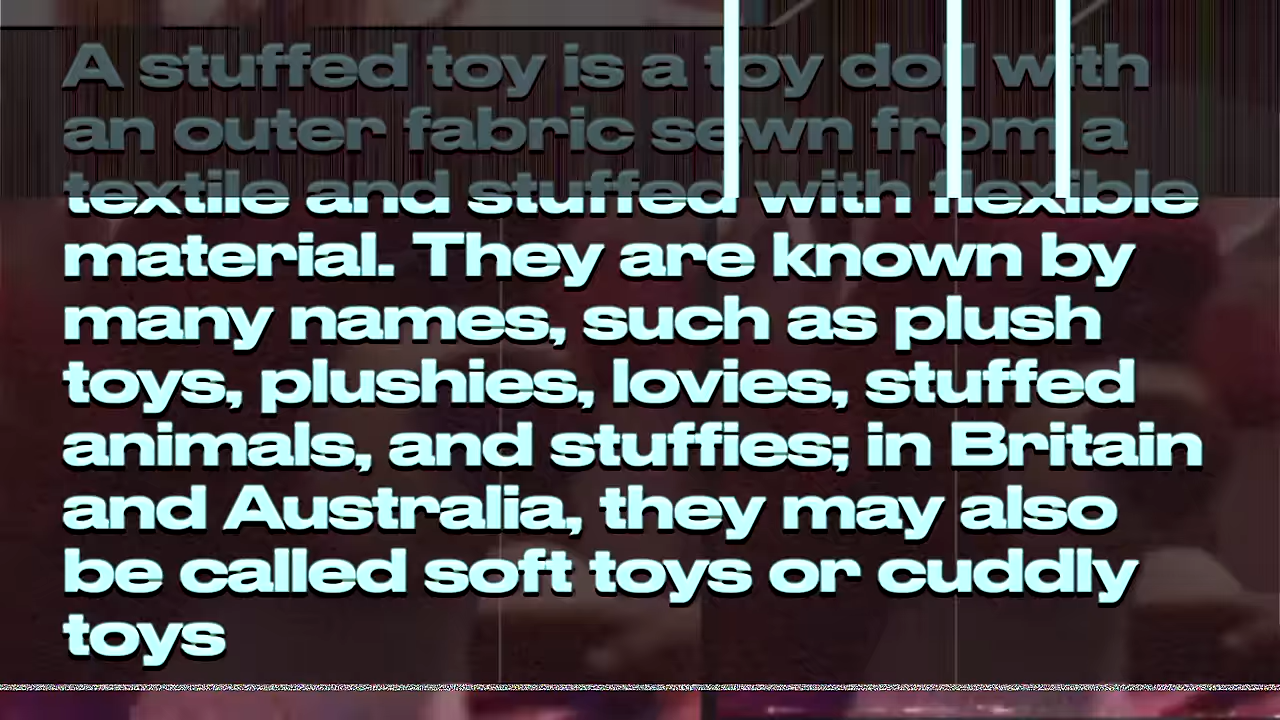 A stuffed toy is a toy doll with
an outer fabric sewn from a
textile and stuffed with flexible
material. They are known by
many names, such as plush
toys, plushies, lovies, stuffed
animals, and stuffies; in Britain
and Australia, they may also
be called soft toys or cuddly
toys